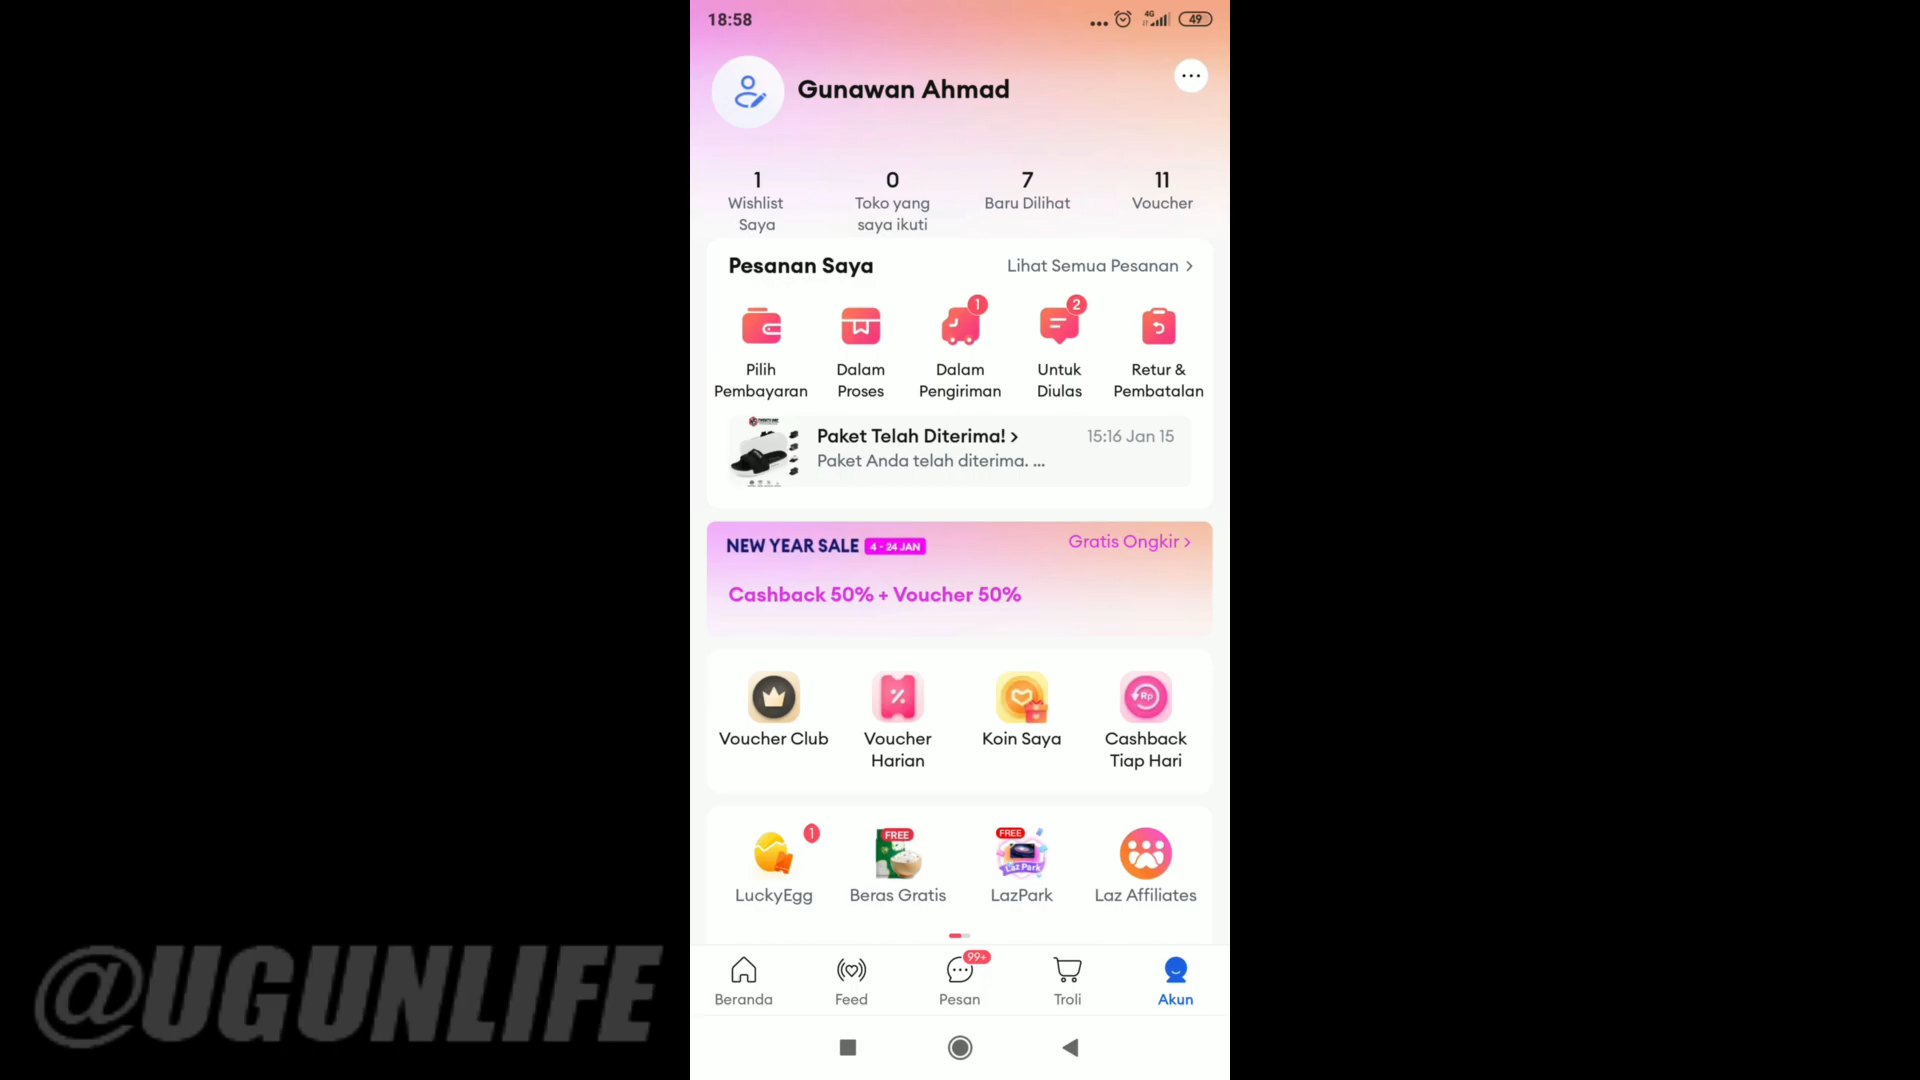 18:58
4G
49
Gunawan Ahmad
1
Wishlist
Saya
0
Toko yang
saya ikuti
7
Baru Dilihat
11
Voucher
Pesanan Saya
Lihat Semua Pesanan
1
2
Pilih
Pembayaran
Dalam
Proses
Dalam
Pengiriman
Untuk
Diulas
Retur &
Pembatalan
Paket Telah Diterima!
15:16 Jan 15
Paket Anda telah diterima. ...
NEW YEAR SALE
4 - 24 JAN
Gratis Ongkir
Cashback 50% + Voucher 50%
Rp
Voucher Club
Voucher
Harian
Koin Saya
Cashback
Tiap Hari
1
FREE
FREE
Laz Park
LuckyEgg
Beras Gratis
LazPark
Laz Affiliates
99+
Beranda
Feed
Pesan
Troli
Akun
@UGUNLIFE